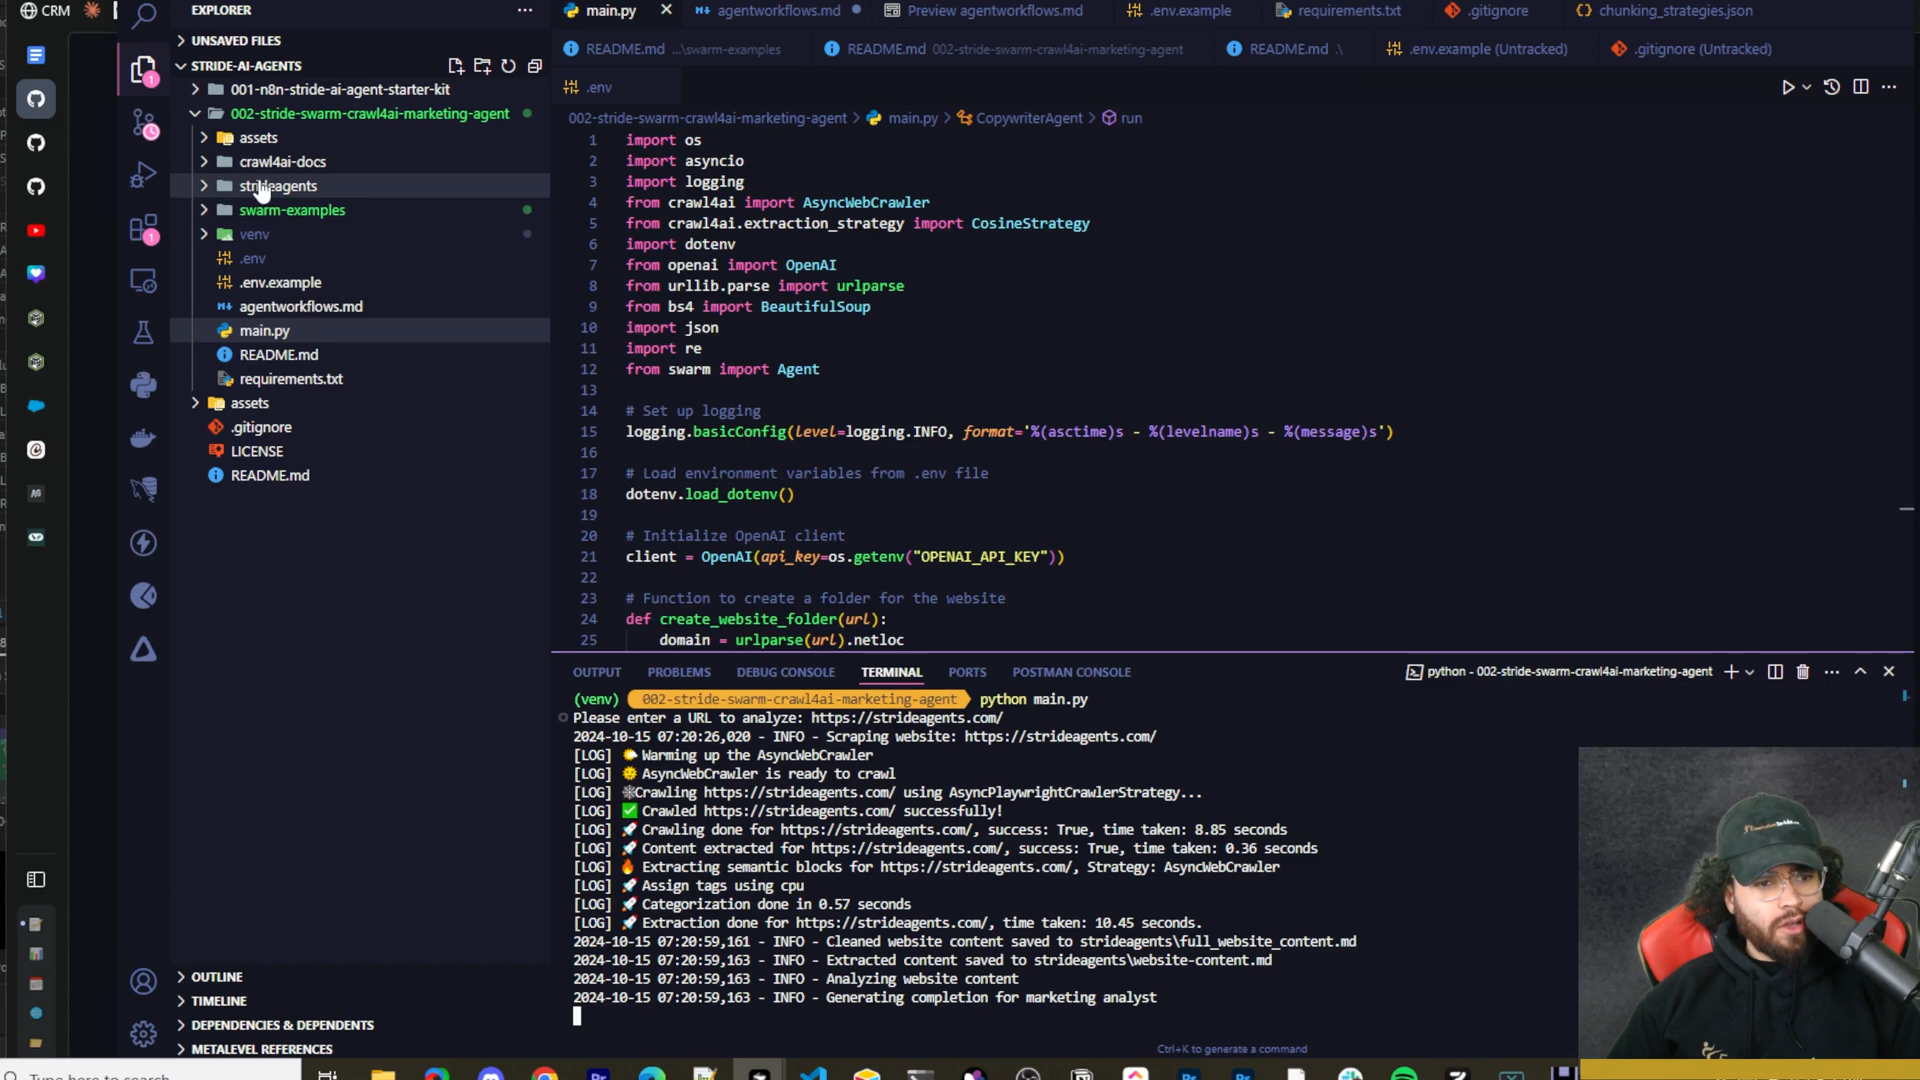 CRM
EXPLORER
UNSAVED FILES
STRIDE-AI-AGENTS
001-n8n-stride-ai-agent-starter-kit
002-stride-swarm-crawl4ai-marketing-agent
assets
crawl4ai-docs
strideagents
swarm-examples
venv
.env
.env.example
agentworkflows.md
main.py
README.md
requirements.txt
assets
.gitignore
LICENSE
README.md
OUTLINE
TIMELINE
DEPENDENCIES & DEPENDENTS
METALEVEL REFERENCES
main.py agentworkflows.md Preview agentworkflows.md .env.example requirements.txt .gitignore chunking_strategies.json
README.md ...\swarm-examples README.md 002-stride-swarm-crawl4ai-marketing-agent README.md .\ .env.example (Untracked) .gitignore (Untracked)
.env
002-stride-swarm-crawl4ai-marketing-agent > main.py > CopywriterAgent > run
1 import os
2 import asyncio
3 import logging
4 from crawl4ai import AsyncWebCrawler
5 from crawl4ai.extraction_strategy import CosineStrategy
6 import dotenv
7 from openai import OpenAI
8 from urllib.parse import urlparse
9 from bs4 import BeautifulSoup
10 import json
11 import re
12 from swarm import Agent
13
14 # Set up logging
15 logging.basicConfig(level=logging.INFO, format='%(asctime)s - %(levelname)s - %(message)s')
16
17 # Load environment variables from .env file
18 dotenv.load_dotenv()
19
20 # Initialize OpenAI client
21 client = OpenAI(api_key=os.getenv("OPENAI_API_KEY"))
22
23 # Function to create a folder for the website
24 def create_website_folder(url):
25 domain = urlparse(url).netloc
OUTPUT PROBLEMS DEBUG CONSOLE TERMINAL PORTS POSTMAN CONSOLE python - 002-stride-swarm-crawl4ai-marketing-agent
(venv) 002-stride-swarm-crawl4ai-marketing-agent python main.py
Please enter a URL to analyze: https://strideagents.com/
2024-10-15 07:20:26,020 - INFO - Scraping website: https://strideagents.com/
[LOG] 🌤️ Warming up the AsyncWebCrawler
[LOG] 🌞 AsyncWebCrawler is ready to crawl
[LOG] 🕸️Crawling https://strideagents.com/ using AsyncPlaywrightCrawlerStrategy...
[LOG] ✅ Crawled https://strideagents.com/ successfully!
[LOG] 🚀 Crawling done for https://strideagents.com/, success: True, time taken: 8.85 seconds
[LOG] 🚀 Content extracted for https://strideagents.com/, success: True, time taken: 0.36 seconds
[LOG] 🔥 Extracting semantic blocks for https://strideagents.com/, Strategy: AsyncWebCrawler
[LOG] 🚀 Assign tags using cpu
[LOG] 🚀 Categorization done in 0.57 seconds
[LOG] 🚀 Extraction done for https://strideagents.com/, time taken: 10.45 seconds.
2024-10-15 07:20:59,161 - INFO - Cleaned website content saved to strideagents\full_website_content.md
2024-10-15 07:20:59,163 - INFO - Extracted content saved to strideagents\website-content.md
2024-10-15 07:20:59,163 - INFO - Analyzing website content
2024-10-15 07:20:59,163 - INFO - Generating completion for marketing analyst
Ctrl+K to generate a command
Type here to search